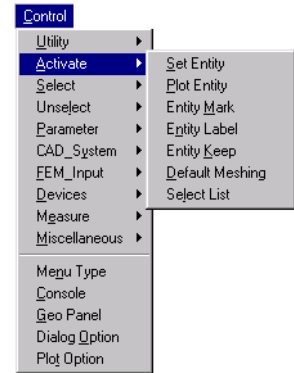 Control
Utility
Activate
Select
Unselect
Parameter
CAD_System
FEM_Input
Devices
Measure
Miscellaneous
Menu Type
Console
Geo Panel
Dialog Option
Plot Option
Set Entity
Plot Entity
Entity Mark
Entity Label
Entity Keep
Default Meshing
Select List